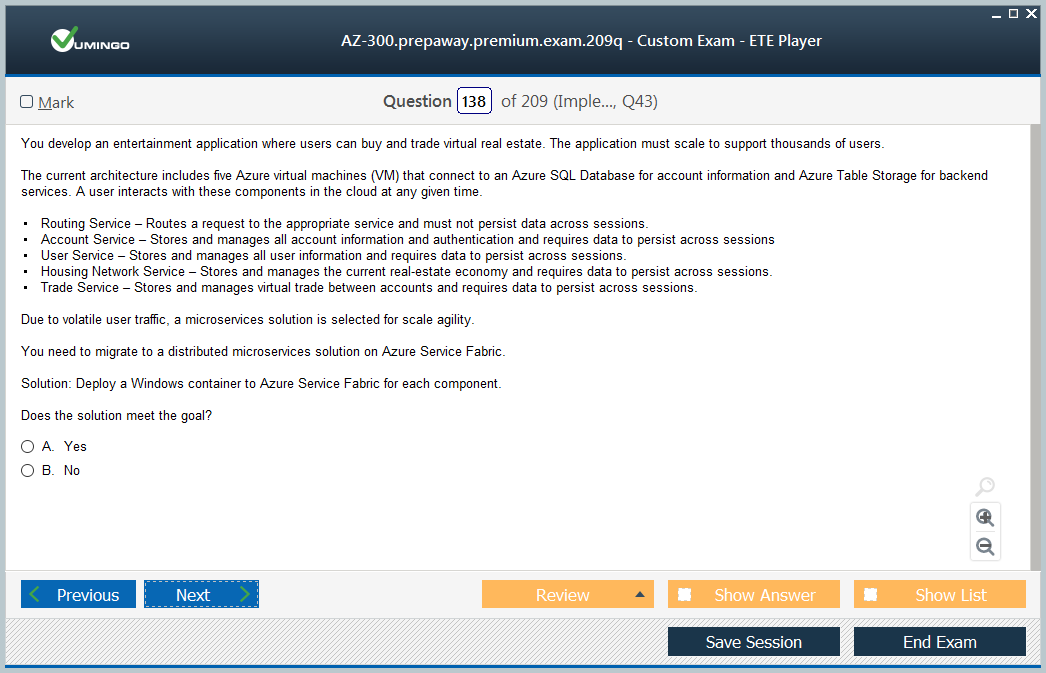 VUMINGO
AZ-300.prepaway.premium.exam.209q - Custom Exam - ETE Player
Mark
Question 138 of 209 (Imple..., Q43)
You develop an entertainment application where users can buy and trade virtual real estate. The application must scale to support thousands of users.
The current architecture includes five Azure virtual machines (VM) that connect to an Azure SQL Database for account information and Azure Table Storage for backend
services. A user interacts with these components in the cloud at any given time.
▪ Routing Service – Routes a request to the appropriate service and must not persist data across sessions.
▪ Account Service – Stores and manages all account information and authentication and requires data to persist across sessions
▪ User Service – Stores and manages all user information and requires data to persist across sessions.
▪ Housing Network Service – Stores and manages the current real-estate economy and requires data to persist across sessions.
▪ Trade Service – Stores and manages virtual trade between accounts and requires data to persist across sessions.
Due to volatile user traffic, a microservices solution is selected for scale agility.
You need to migrate to a distributed microservices solution on Azure Service Fabric.
Solution: Deploy a Windows container to Azure Service Fabric for each component.
Does the solution meet the goal?
A. Yes
B. No
Previous Next Review Show Answer Show List
Save Session End Exam